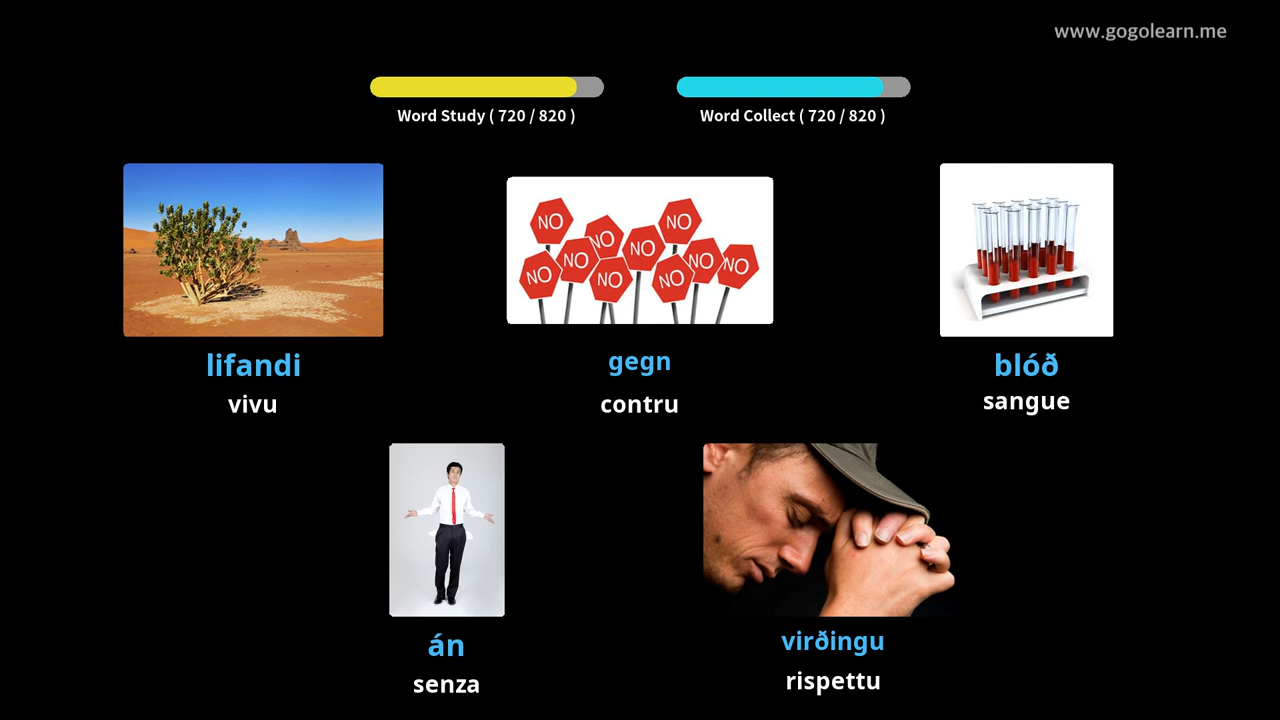 www.gogolearn.me
Word Study ( 720 / 820 )
Word Collect ( 720 / 820 )
NO
NO
NO
NO
NO
NO
NO
NO
NO
NO
lifandi
vivu
gegn
contru
blóð
sangue
án
senza
virðingu
rispettu